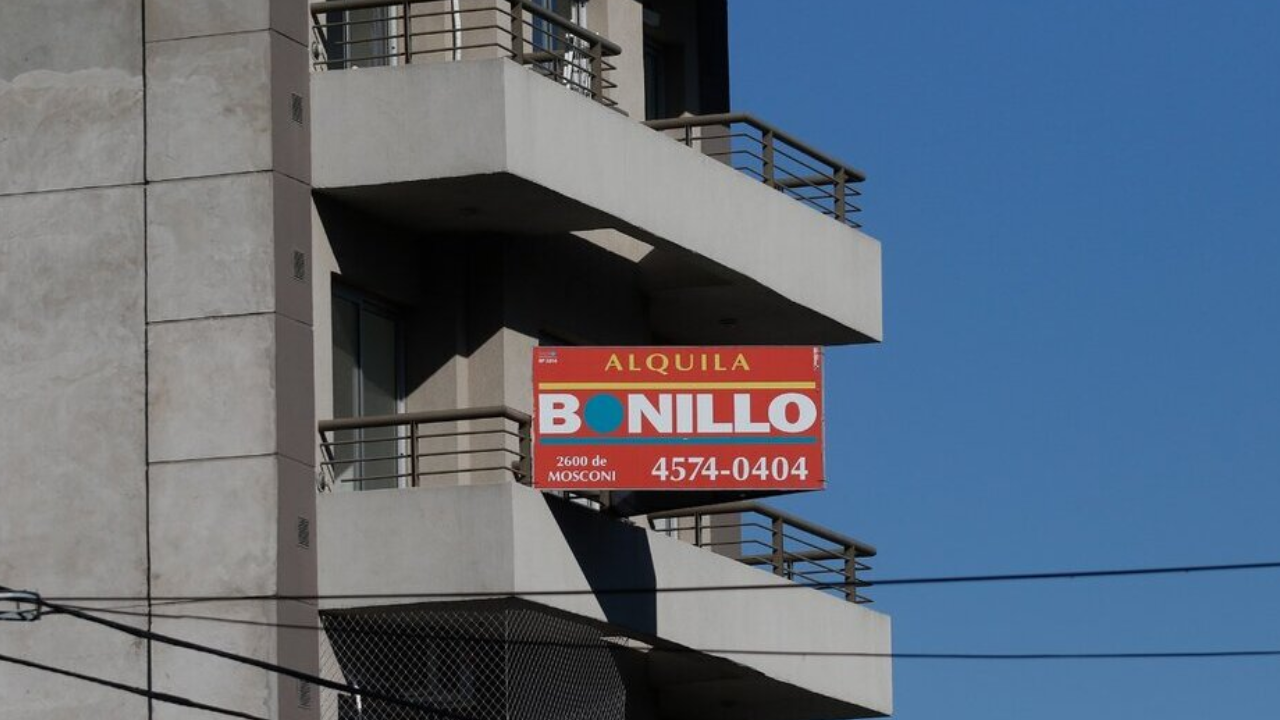 ALQUILA
BONILLO
2600 de
MOSCONI
4574-0404